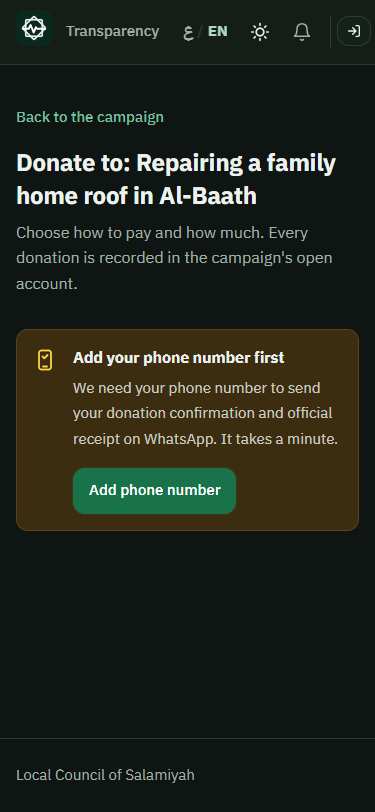 Transparency
ع / EN
Back to the campaign
Donate to: Repairing a family
home roof in Al-Baath
Choose how to pay and how much. Every
donation is recorded in the campaign's open
account.
Add your phone number first
We need your phone number to send
your donation confirmation and official
receipt on WhatsApp. It takes a minute.
Add phone number
Local Council of Salamiyah